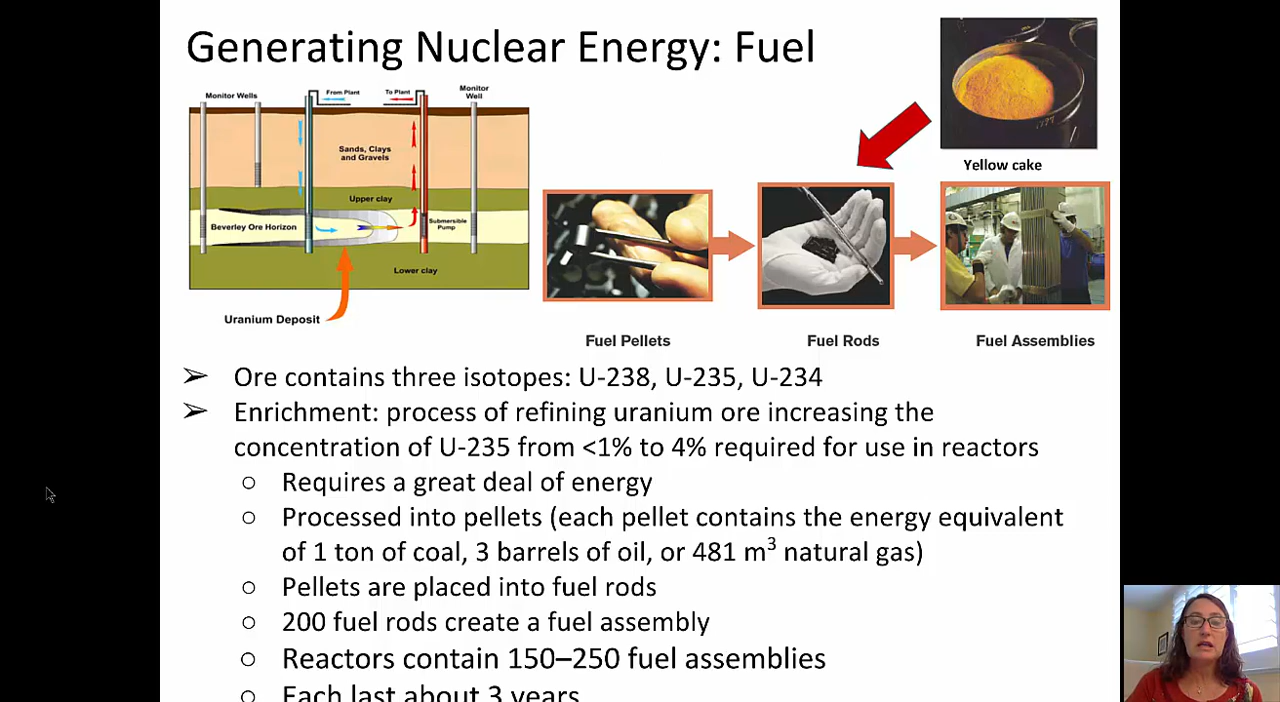 Generating Nuclear Energy: Fuel
Monitor Wells
From Plant
To Plant
Monitor
Well
Sands, Clays
and Gravels
Upper clay
Beverley Ore Horizon
Submersible
Pump
Lower clay
Uranium Deposit
Yellow cake
Fuel Pellets
Fuel Rods
Fuel Assemblies
➢ Ore contains three isotopes: U-238, U-235, U-234
➢ Enrichment: process of refining uranium ore increasing the
concentration of U-235 from <1% to 4% required for use in reactors
○ Requires a great deal of energy
○ Processed into pellets (each pellet contains the energy equivalent
of 1 ton of coal, 3 barrels of oil, or 481 m³ natural gas)
○ Pellets are placed into fuel rods
○ 200 fuel rods create a fuel assembly
○ Reactors contain 150–250 fuel assemblies
○ Each last about 3 years